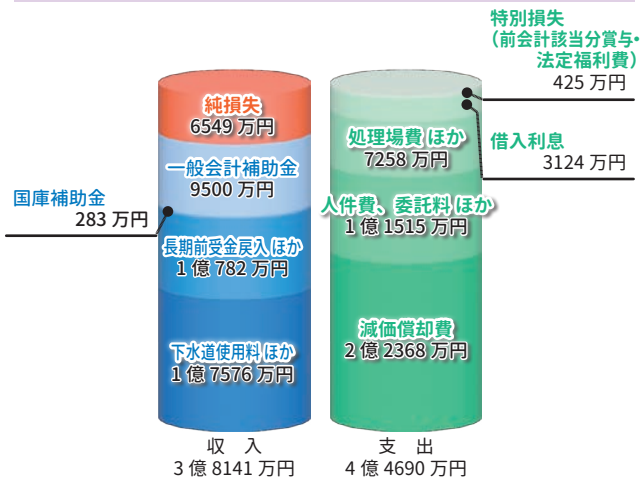 特別損失
（前会計該当分賞与・
法定福利費）
425 万円
借入利息
3124 万円
国庫補助金
283 万円
純損失
6549 万円
一般会計補助金
9500 万円
長期前受金戻入 ほか
1 億 782 万円
下水道使用料 ほか
1 億 7576 万円
収　入
3 億 8141 万円
処理場費 ほか
7258 万円
人件費、委託料 ほか
1 億 1515 万円
減価償却費
2 億 2368 万円
支　出
4 億 4690 万円